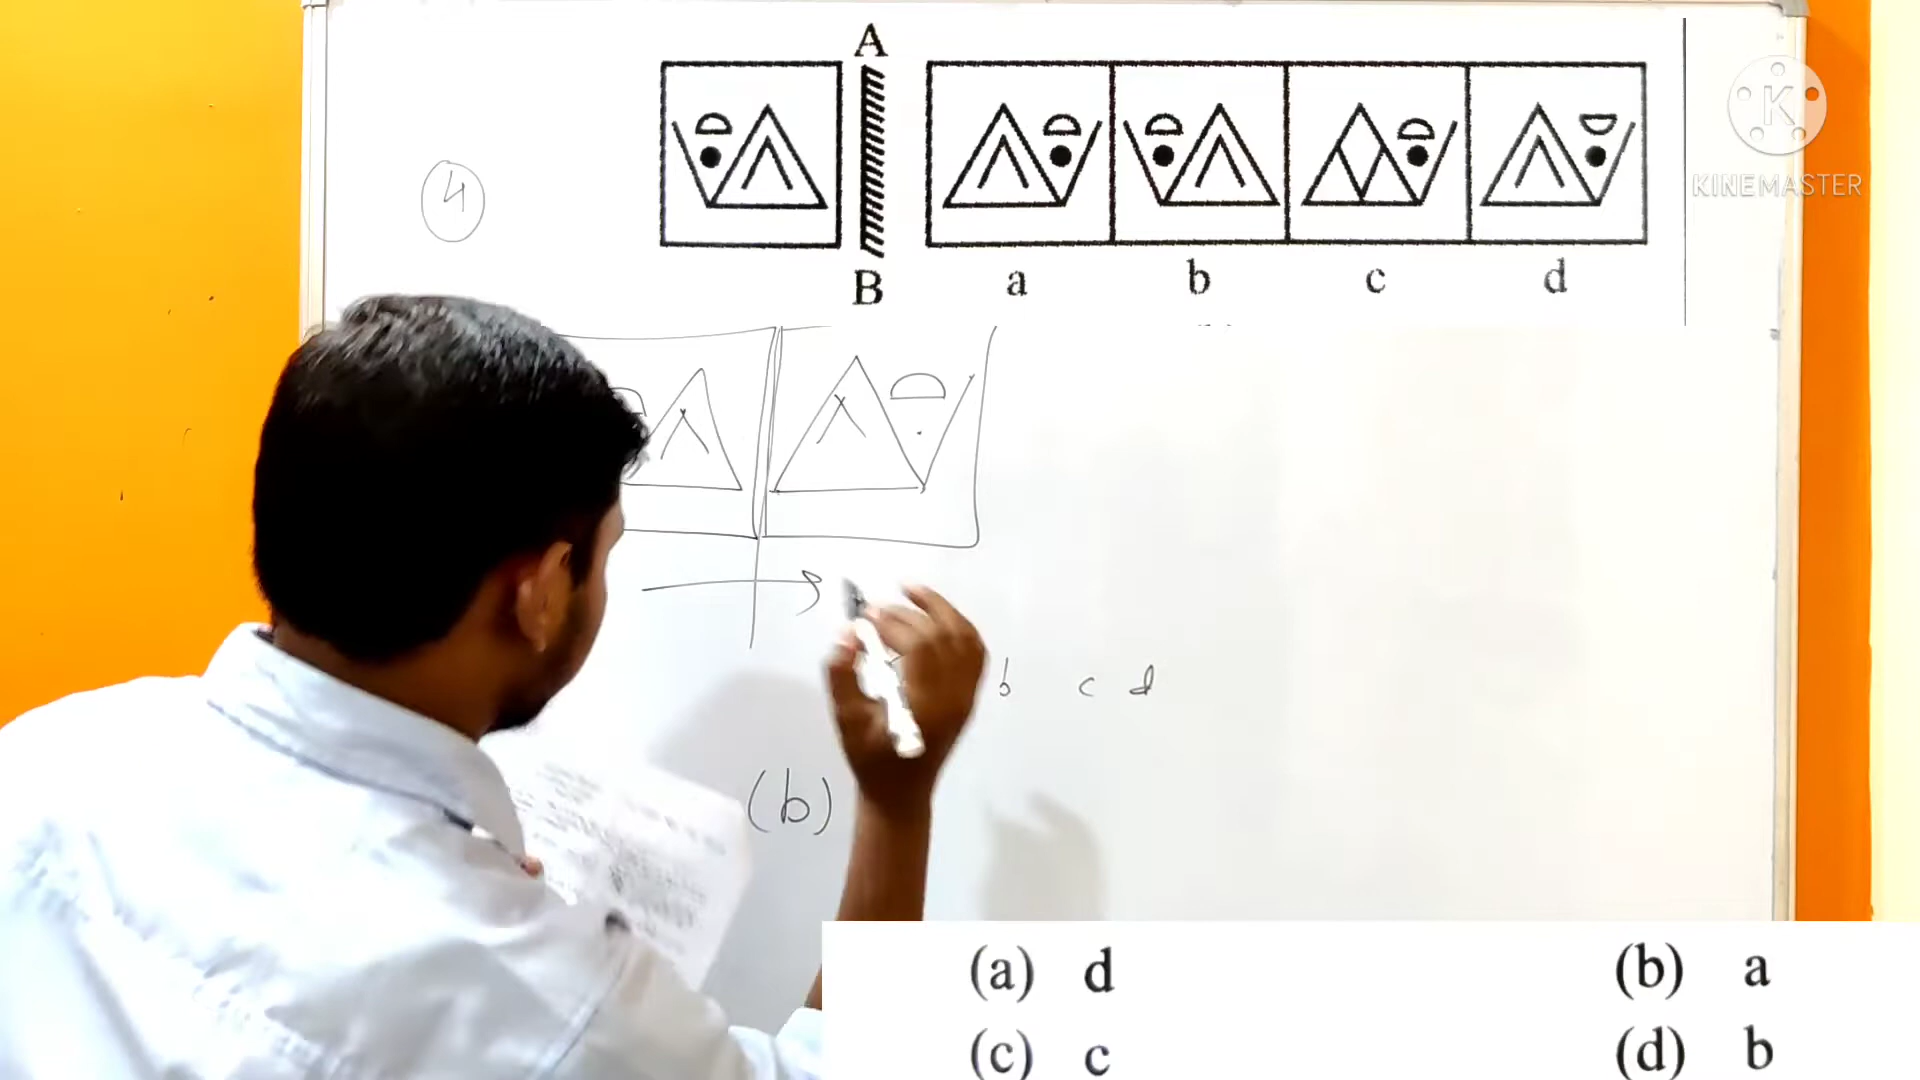 A
K
KINEMASTER
4
B
a b c d
b c d
(b)
(a) d (b) a
(c) c (d) b